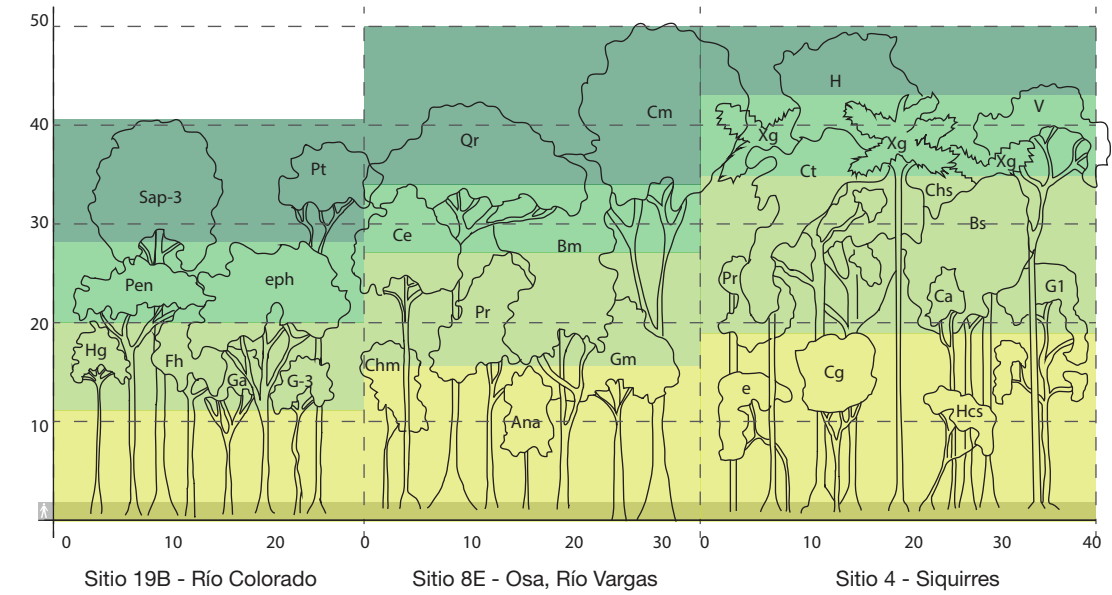 50
40
30
20
10
Sap-3
Pt
Pen
eph
Hg
Fh
Ga
G-3
Qr
Cm
Ce
Bm
Pr
Chm
Gm
Ana
H
V
Xg
Xg
Xg
Ct
Chs
Bs
Pr
Ca
G1
Cg
e
Hcs
0 10 20 0 10 20 30 0 10 20 30 40
Sitio 19B - Río Colorado
Sitio 8E - Osa, Río Vargas
Sitio 4 - Siquirres